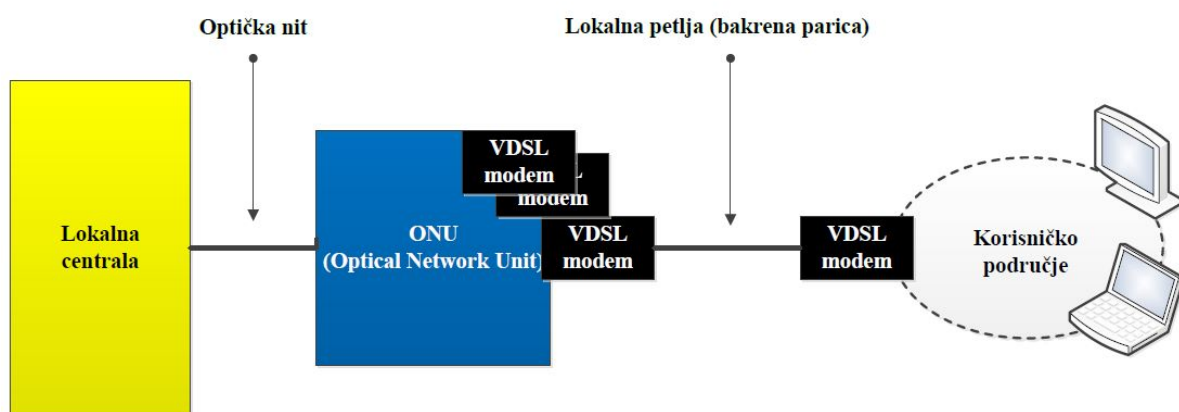 Optička nit
Lokalna petlja (bakrena parica)
Lokalna
centrala
ONU
(Optical Network Unit)
VDSL
modem
L
modem
VDSL
modem
VDSL
modem
Korisničko
područje